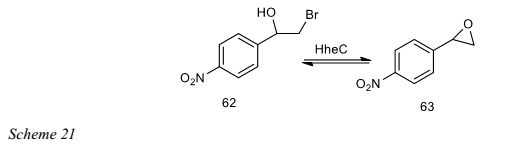 HO
Br
HheC
O
O₂N
O₂N
62
63
Scheme 21